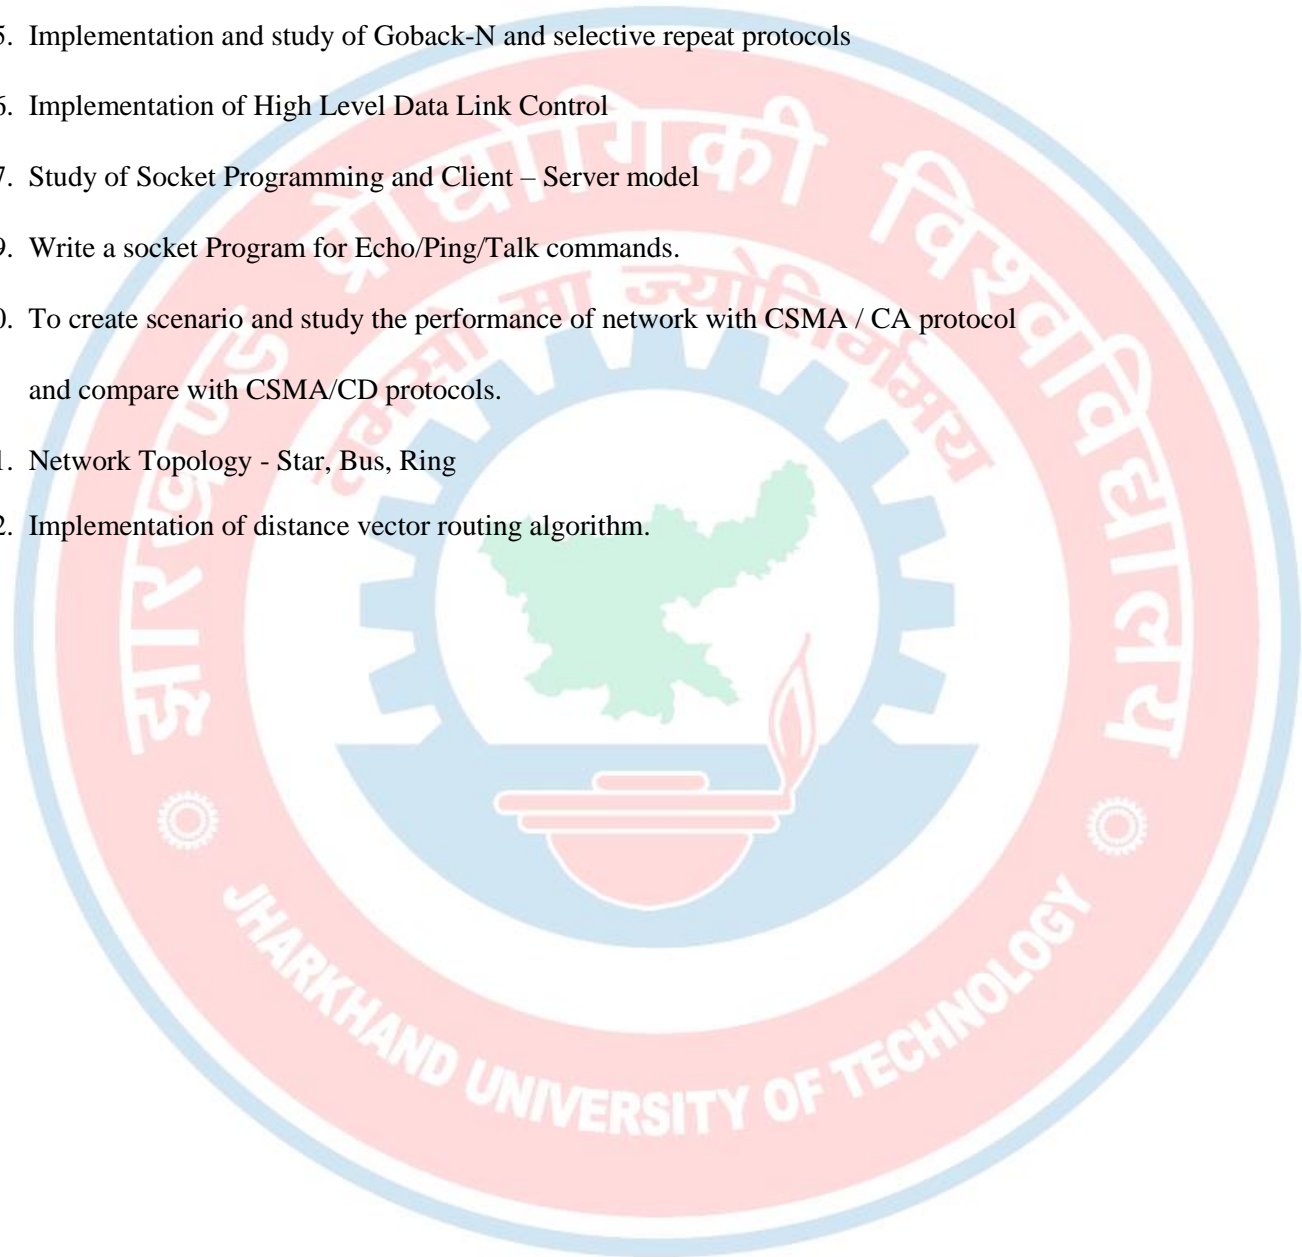 5. Implementation and study of Goback-N and selective repeat protocols
6. Implementation of High Level Data Link Control
7. Study of Socket Programming and Client – Server model
9. Write a socket Program for Echo/Ping/Talk commands.
0. To create scenario and study the performance of network with CSMA / CA protocol
and compare with CSMA/CD protocols.
1. Network Topology - Star, Bus, Ring
2. Implementation of distance vector routing algorithm.
झारखण्ड प्रौद्योगिकी विश्वविद्यालय
तमसो मा ज्योतिर्गमय
JHARKHAND UNIVERSITY OF TECHNOLOGY